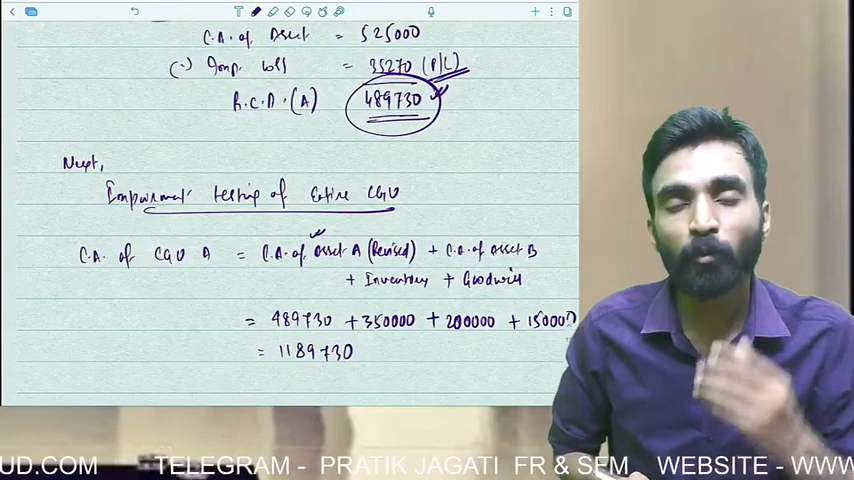 C.A. of Asset = 525000
(-) Imp. loss = 35270 (P/L)
R.C.A. (A) 489730
Next,
Impairment testing of Entire CGU
C.A. of CGU A = C.A. of Asset A (Revised) + C.A. of Asset B
+ Inventory + Goodwill
= 489730 + 350000 + 200000 + 150000
= 1189730
UD.COM TELEGRAM - PRATIK JAGATI FR & SFM WEBSITE - WWW